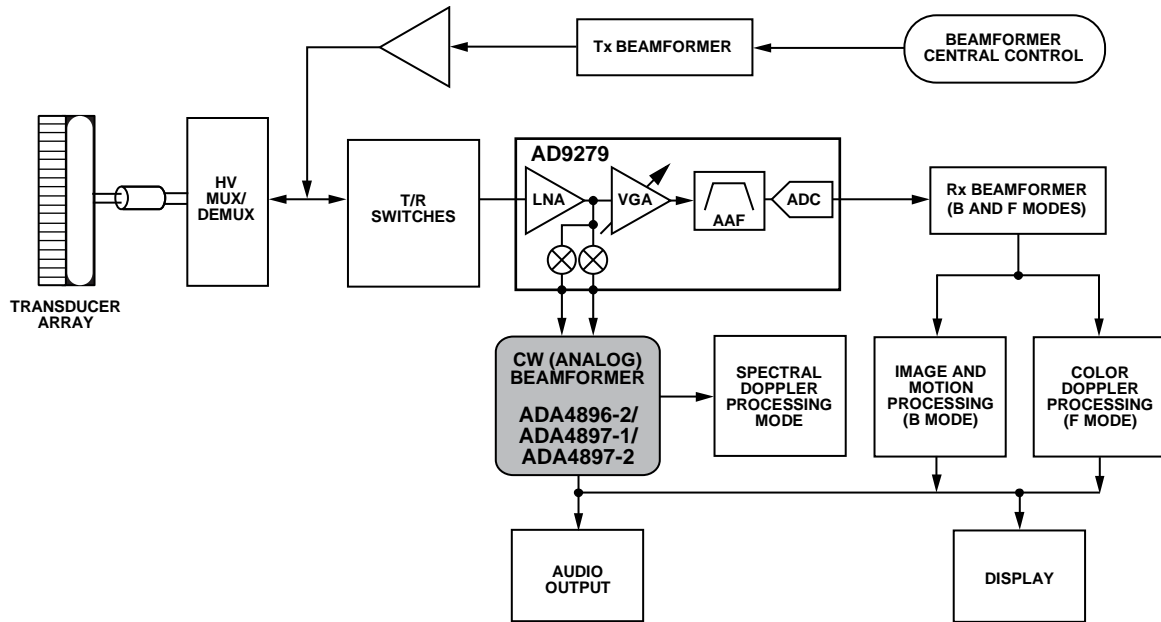 Tx BEAMFORMER
BEAMFORMER
CENTRAL CONTROL
HV
MUX/
DEMUX
T/R
SWITCHES
AD9279
LNA
VGA
AAF
ADC
Rx BEAMFORMER
(B AND F MODES)
TRANSDUCER
ARRAY
CW (ANALOG)
BEAMFORMER
ADA4896-2/
ADA4897-1/
ADA4897-2
SPECTRAL
DOPPLER
PROCESSING
MODE
IMAGE AND
MOTION
PROCESSING
(B MODE)
COLOR
DOPPLER
PROCESSING
(F MODE)
AUDIO
OUTPUT
DISPLAY